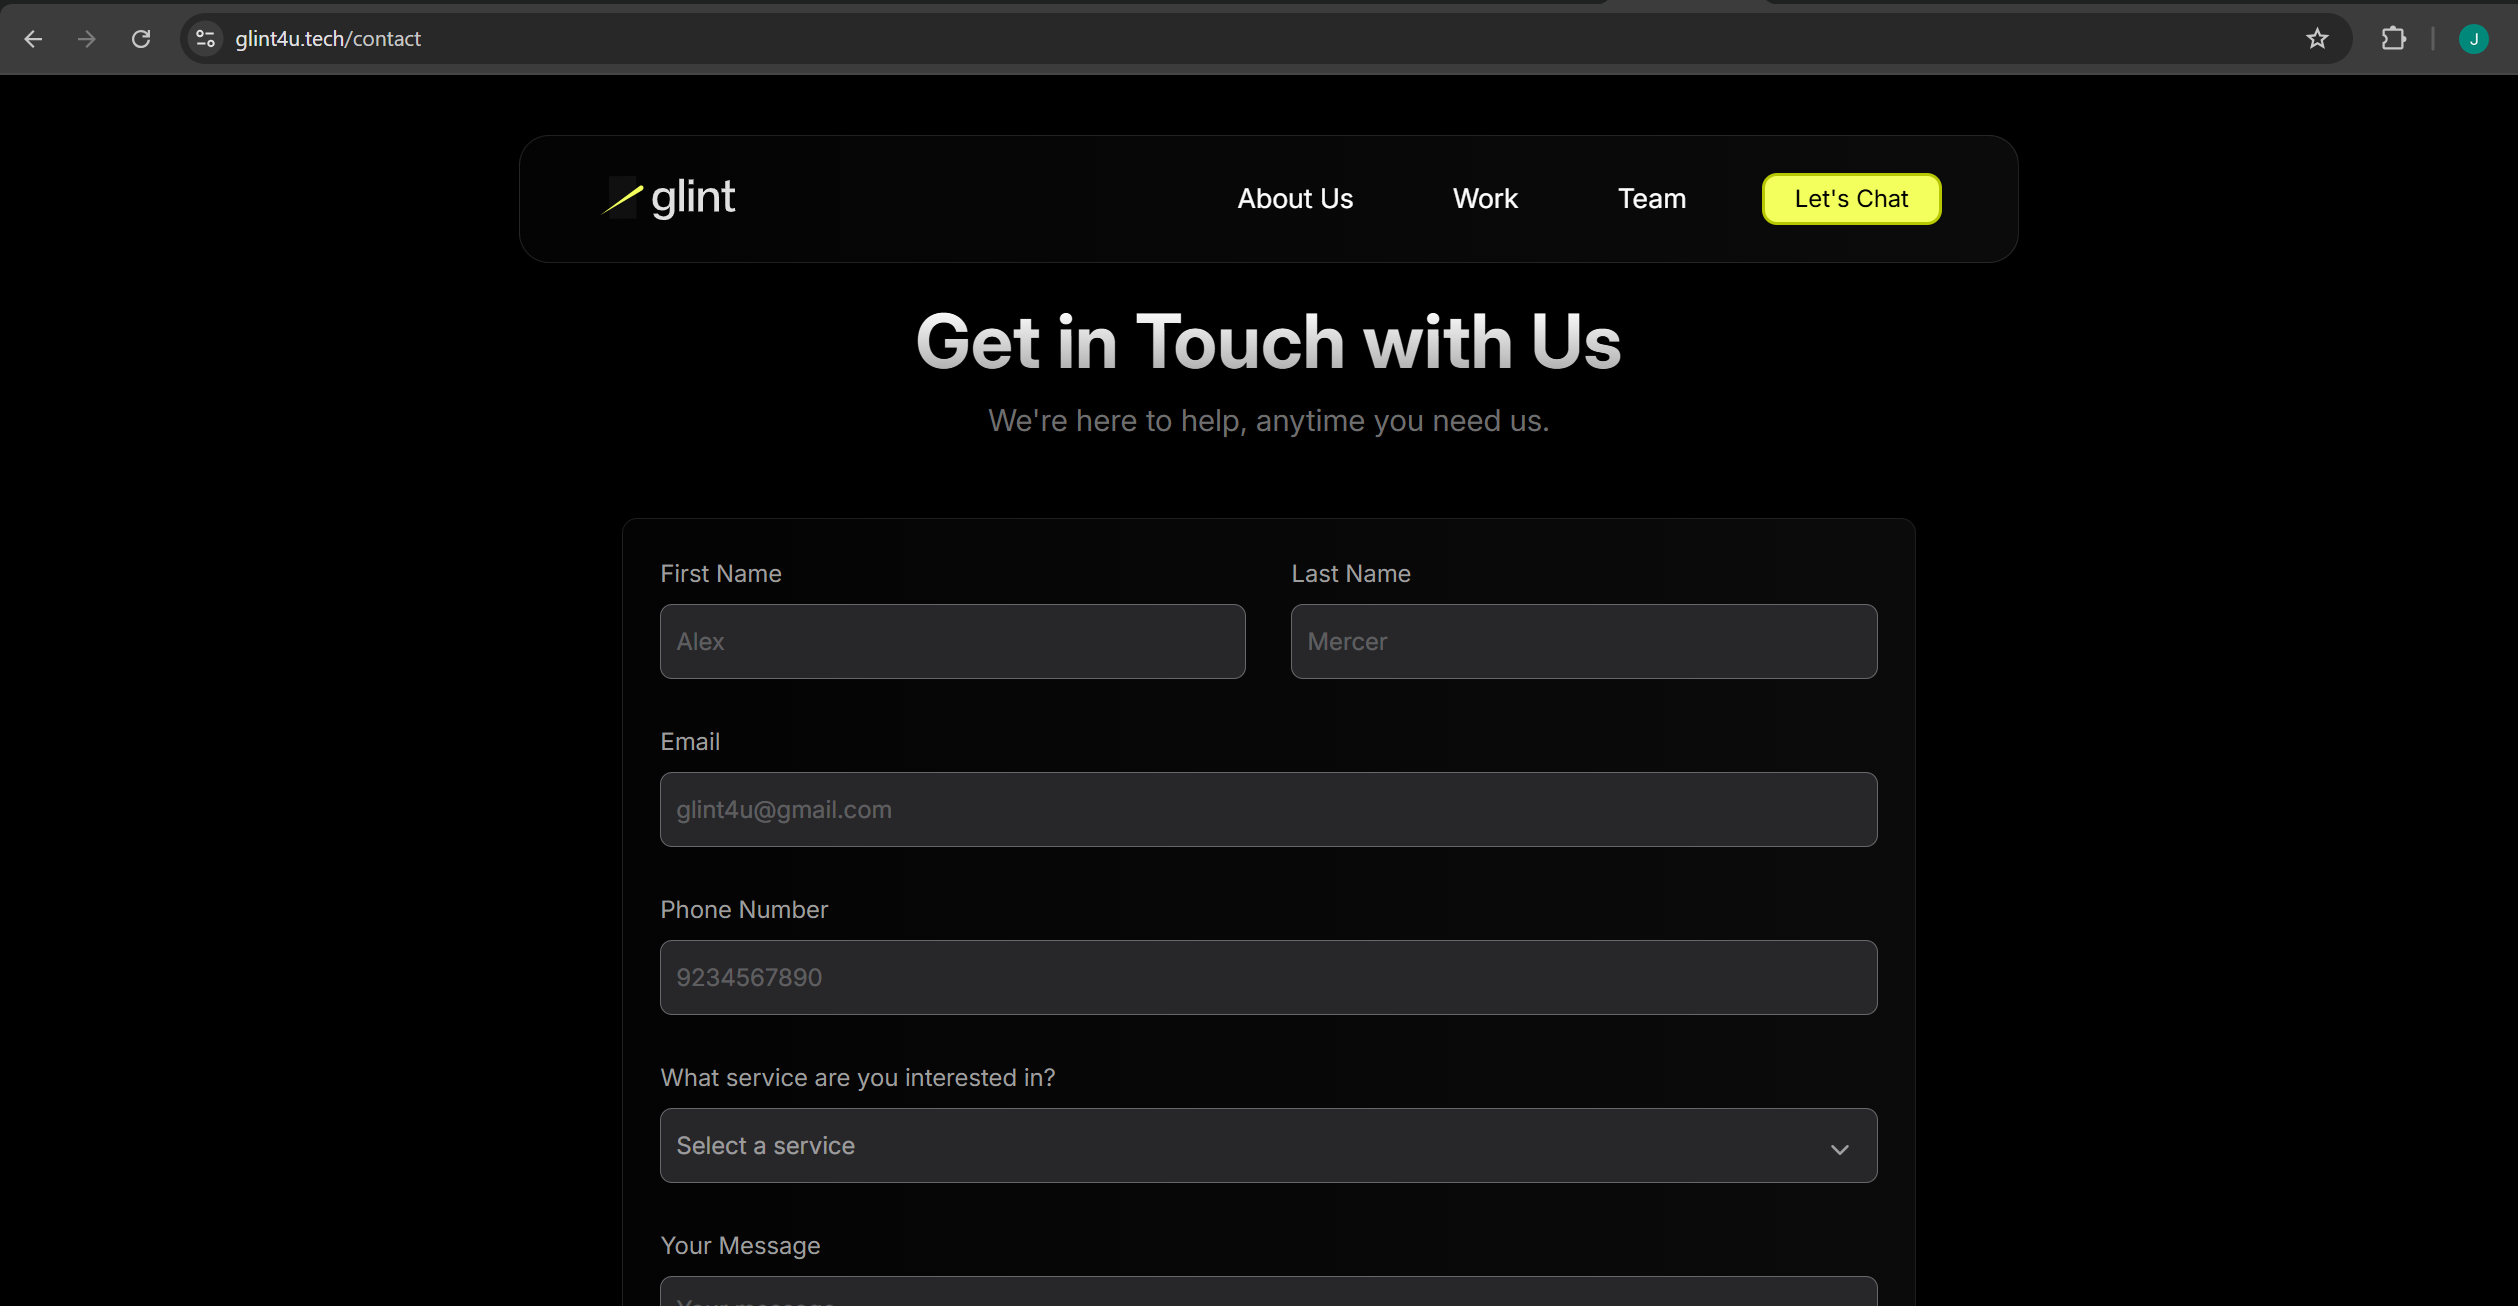 glint4u.tech/contact
J
glint
About Us
Work
Team
Let's Chat
Get in Touch with Us
We're here to help, anytime you need us.
First Name
Last Name
Alex
Mercer
Email
glint4u@gmail.com
Phone Number
9234567890
What service are you interested in?
Select a service
Your Message